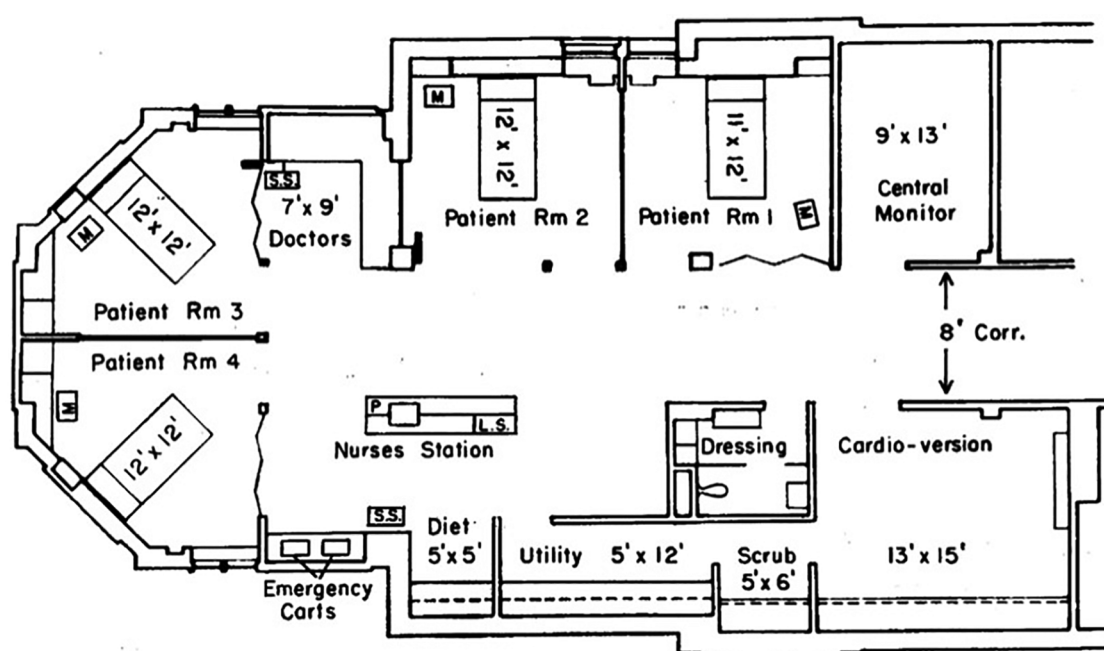 M
12' x 12'
Patient Rm 2
11' x 12'
Patient Rm 1
M
9' x 13'
Central
Monitor
12' x 12'
M
Patient Rm 3
S.S.
7' x 9'
Doctors
8' Corr.
Patient Rm 4
M
12' x 12'
P
L.S.
Nurses Station
Dressing
Cardio-version
13' x 15'
S.S.
Diet
5' x 5'
Utility 5' x 12'
Scrub
5' x 6'
Emergency
Carts